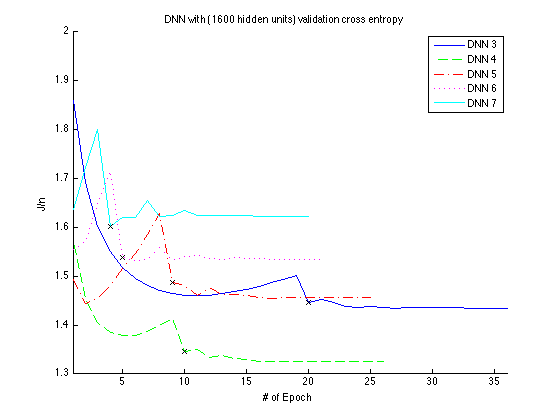 DNN with (1600 hidden units) validation cross entropy
2
1.9
1.8
1.7
1.6
1.5
1.4
1.3
J/n
DNN 3
DNN 4
DNN 5
DNN 6
DNN 7
5 10 15 20 25 30 35
# of Epoch